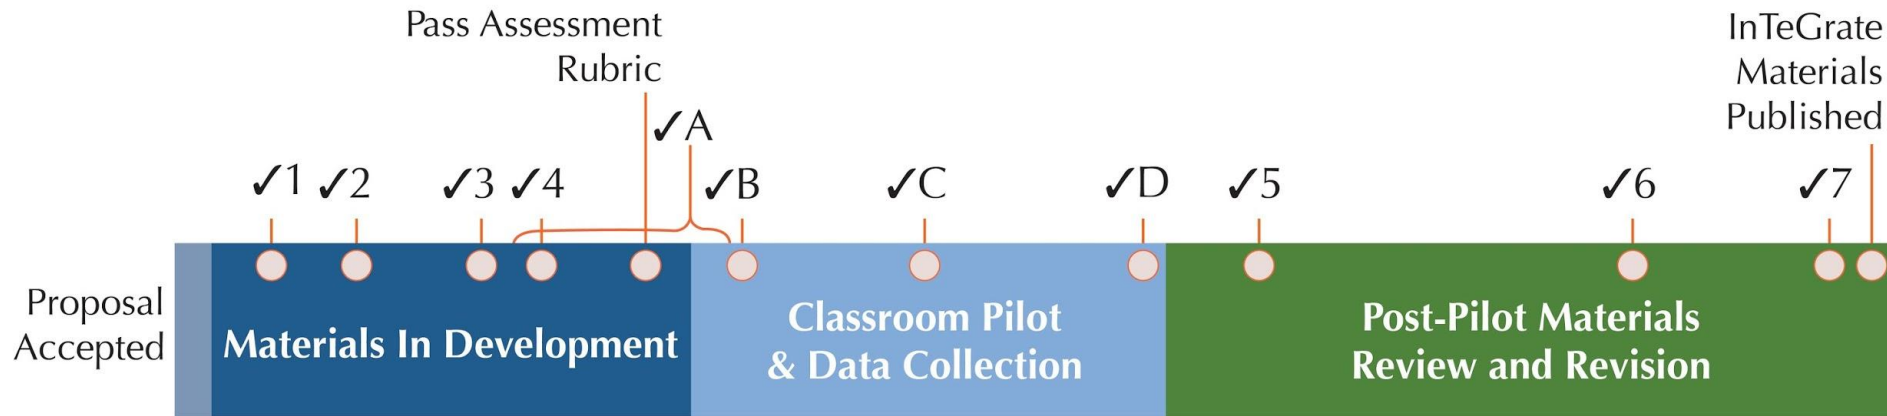 Pass Assessment
Rubric
InTeGrate
Materials
Published
✓A
✓1 ✓2 ✓3 ✓4 ✓B ✓C ✓D ✓5 ✓6 ✓7
Proposal
Accepted
Materials In Development
Classroom Pilot
& Data Collection
Post-Pilot Materials
Review and Revision